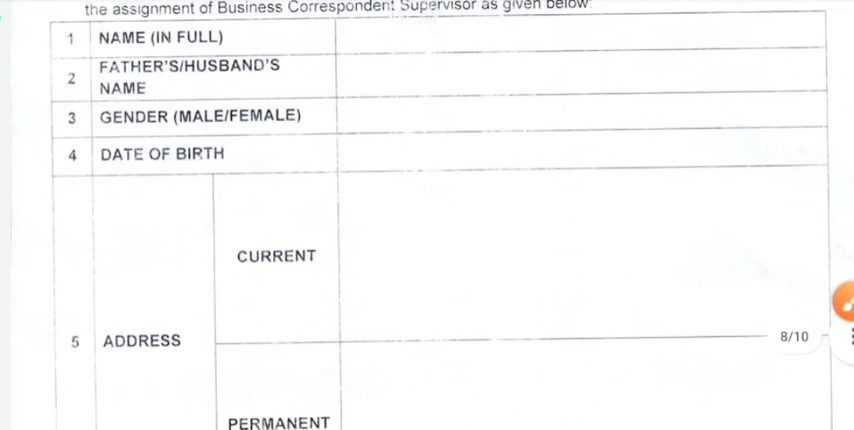 the assignment of Business Correspondent Supervisor as given below:
1 NAME (IN FULL)
2 FATHER'S/HUSBAND'S
NAME
3 GENDER (MALE/FEMALE)
4 DATE OF BIRTH
CURRENT
5 ADDRESS
8/10
PERMANENT